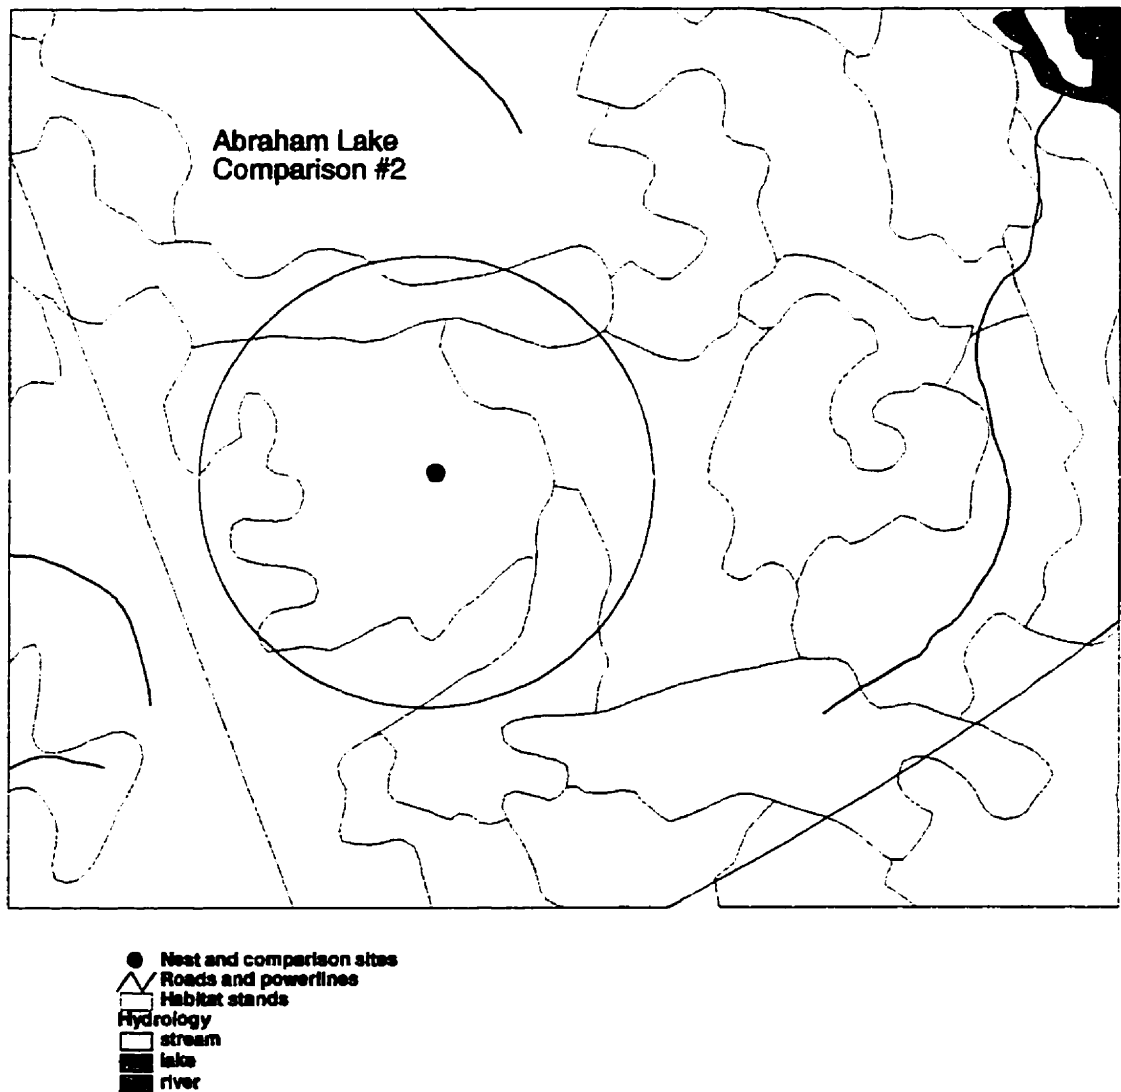 Abraham Lake
Comparison #2
Nest and comparison sites
Roads and powerlines
Habitat stands
Hydrology
stream
lake
river